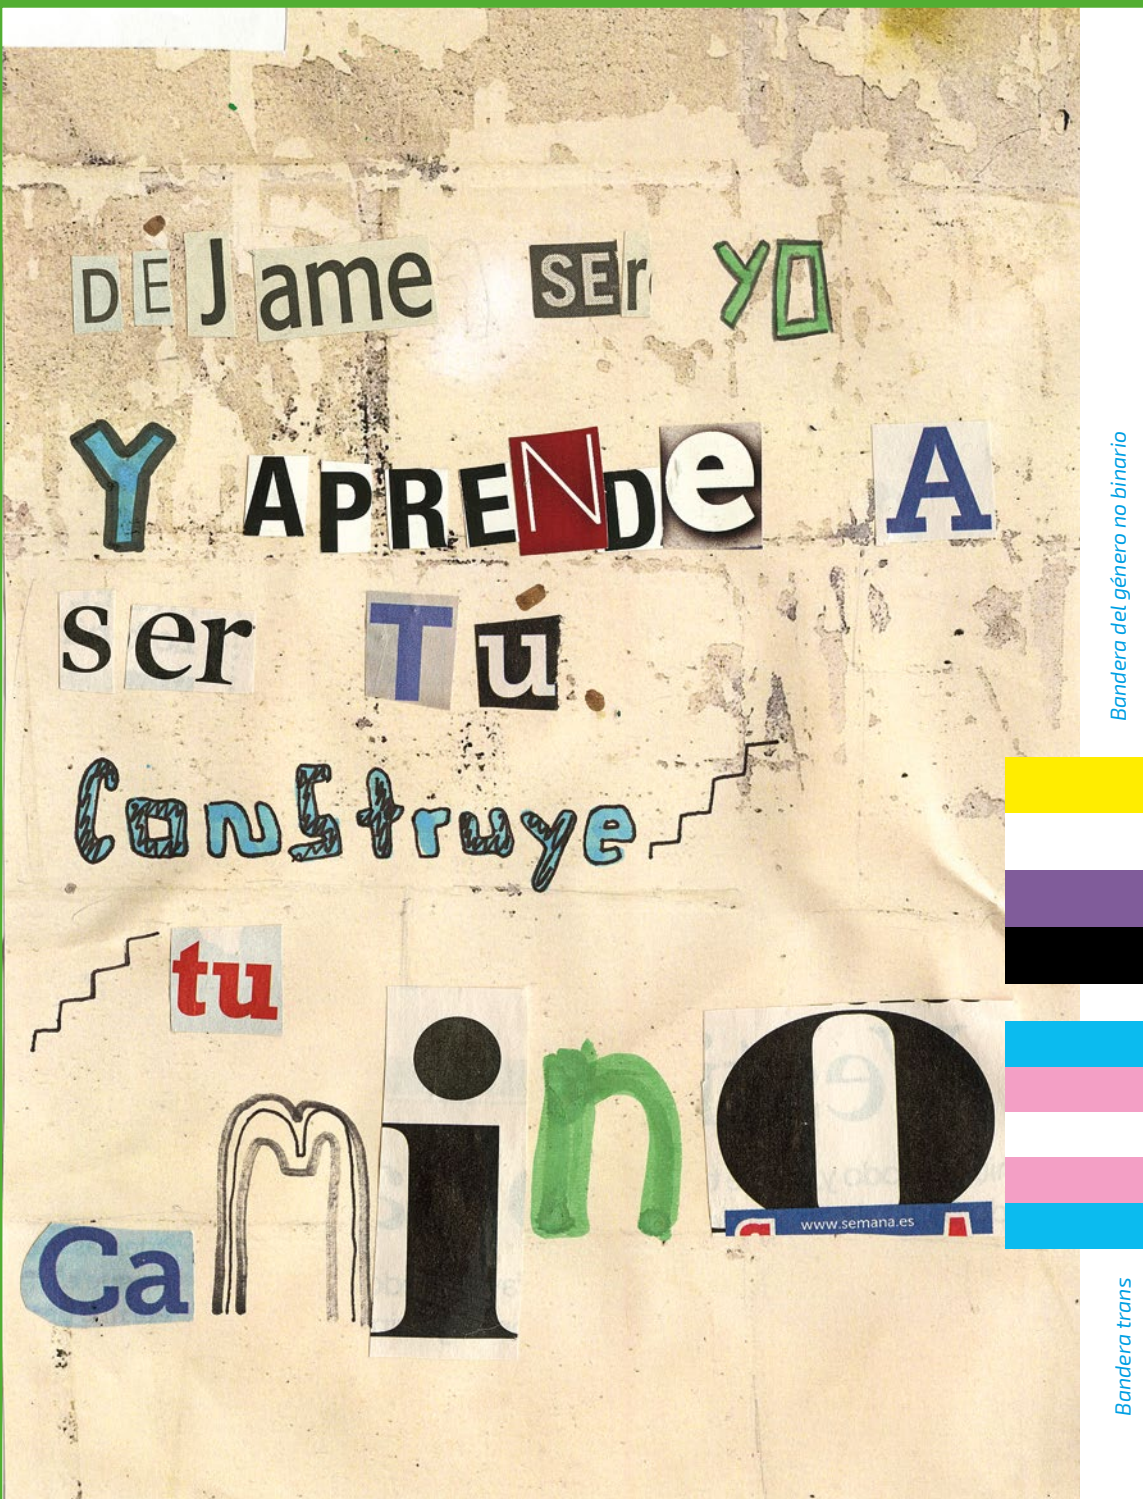 DÉJame SEr YO
Y APRENDe A
ser Tú.
ConStruye
tu
Camino
www.semana.es
Bandera del género no binario
Bandera trans